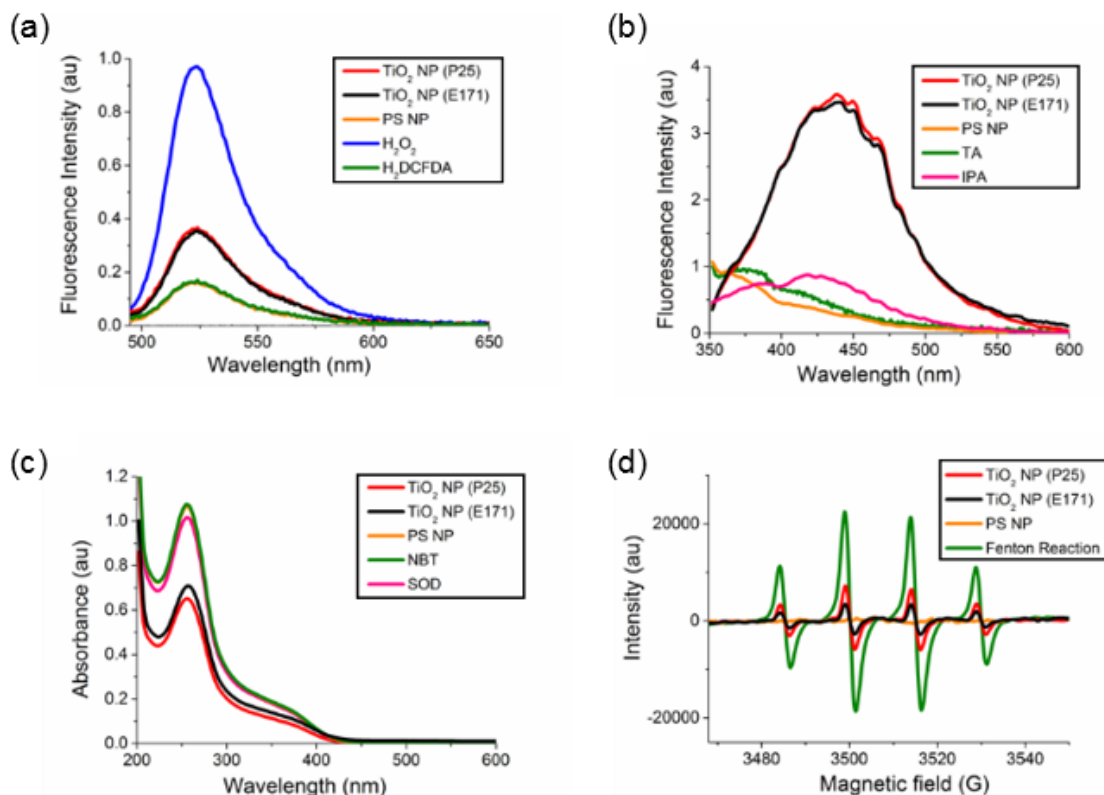 (a)
Fluorescence Intensity (au)
1.0
0.8
0.6
0.4
0.2
0.0
500
550
600
650
Wavelength (nm)
TiO₂ NP (P25)
TiO₂ NP (E171)
PS NP
H₂O₂
H₂DCFDA
(b)
Fluorescence Intensity (au)
4
3
2
1
0
350
400
450
500
550
600
Wavelength (nm)
TiO₂ NP (P25)
TiO₂ NP (E171)
PS NP
TA
IPA
(c)
Absorbance (au)
1.2
1.0
0.8
0.6
0.4
0.2
0.0
200
300
400
500
600
Wavelength (nm)
TiO₂ NP (P25)
TiO₂ NP (E171)
PS NP
NBT
SOD
(d)
Intensity (au)
20000
0
-20000
3480
3500
3520
3540
Magnetic field (G)
TiO₂ NP (P25)
TiO₂ NP (E171)
PS NP
Fenton Reaction